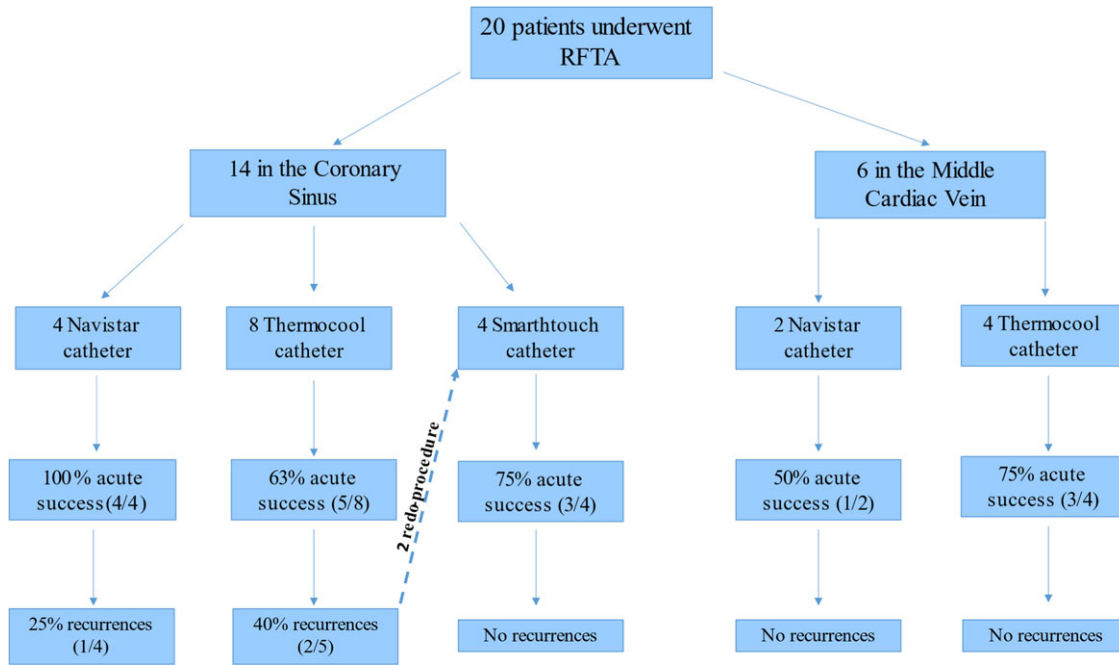 20 patients underwent
RFTA
14 in the Coronary
Sinus
6 in the Middle
Cardiac Vein
4 Navistar
catheter
8 Thermocool
catheter
4 Smarthtouch
catheter
2 Navistar
catheter
4 Thermocool
catheter
2 redo procedure
100% acute
success (4/4)
63% acute
success (5/8)
75% acute
success (3/4)
50% acute
success (1/2)
75% acute
success (3/4)
25% recurrences
(1/4)
40% recurrences
(2/5)
No recurrences
No recurrences
No recurrences